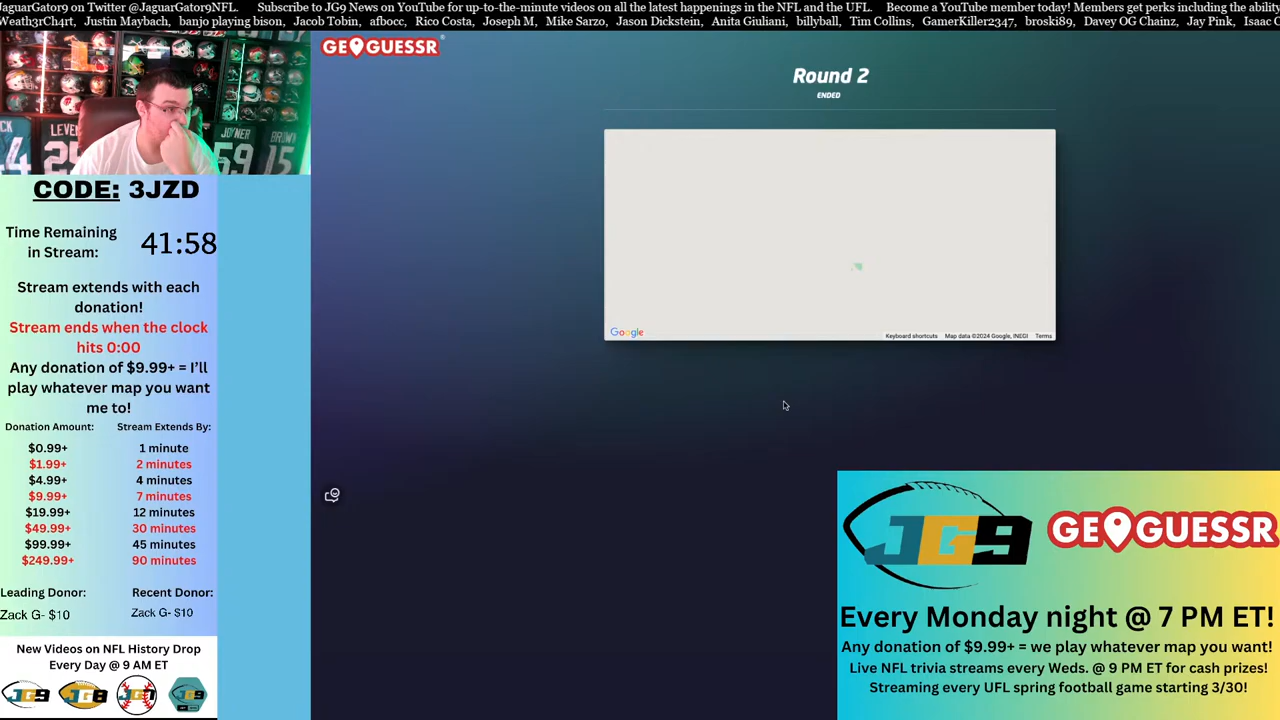 JaguarGator9 on Twitter @JaguarGator9NFL. Subscribe to JG9 News on YouTube for up-to-the-minute videos on all the latest happenings in the NFL and the UFL. Become a YouTube member today! Members get perks including the ability
Weath3rCh4rt, Justin Maybach, banjo playing bison, Jacob Tobin, afbocc, Rico Costa, Joseph M, Mike Sarzo, Jason Dickstein, Anita Giuliani, billyball, Tim Collins, GamerKiller2347, broski89, Davey OG Chainz, Jay Pink, Isaac
LEVE
25
JOYNER
59
BROWN
15
CODE: 3JZD
Time Remaining
in Stream:
41:58
Stream extends with each
donation!
Stream ends when the clock
hits 0:00
Any donation of $9.99+ = I'll
play whatever map you want
me to!
Donation Amount: Stream Extends By:
$0.99+ 1 minute
$1.99+ 2 minutes
$4.99+ 4 minutes
$9.99+ 7 minutes
$19.99+ 12 minutes
$49.99+ 30 minutes
$99.99+ 45 minutes
$249.99+ 90 minutes
Leading Donor: Recent Donor:
Zack G- $10 Zack G- $10
New Videos on NFL History Drop
Every Day @ 9 AM ET
JG9 JG8 JG7 JG9
GEOGUESSR
Round 2
ENDED
Google
Keyboard shortcuts Map data ©2024 Google, INEGI Terms
JG9 GEOGUESSR
Every Monday night @ 7 PM ET!
Any donation of $9.99+ = we play whatever map you want!
Live NFL trivia streams every Weds. @ 9 PM ET for cash prizes!
Streaming every UFL spring football game starting 3/30!